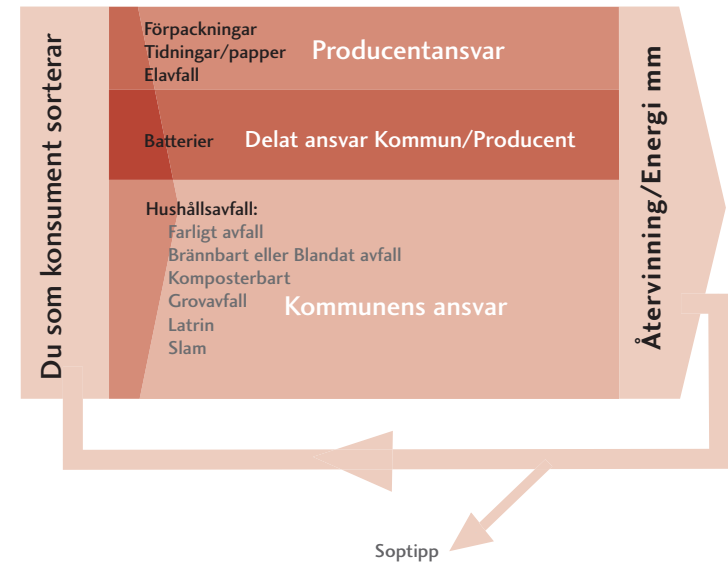 Du som konsument sorterar
Förpackningar
Tidningar/papper
Elavfall
Producentansvar
Batterier
Delat ansvar Kommun/Producent
Hushållsavfall:
Farligt avfall
Brännbart eller Blandat avfall
Komposterbart
Grovavfall
Latrin
Slam
Kommunens ansvar
Återvinning/Energi mm
Soptipp